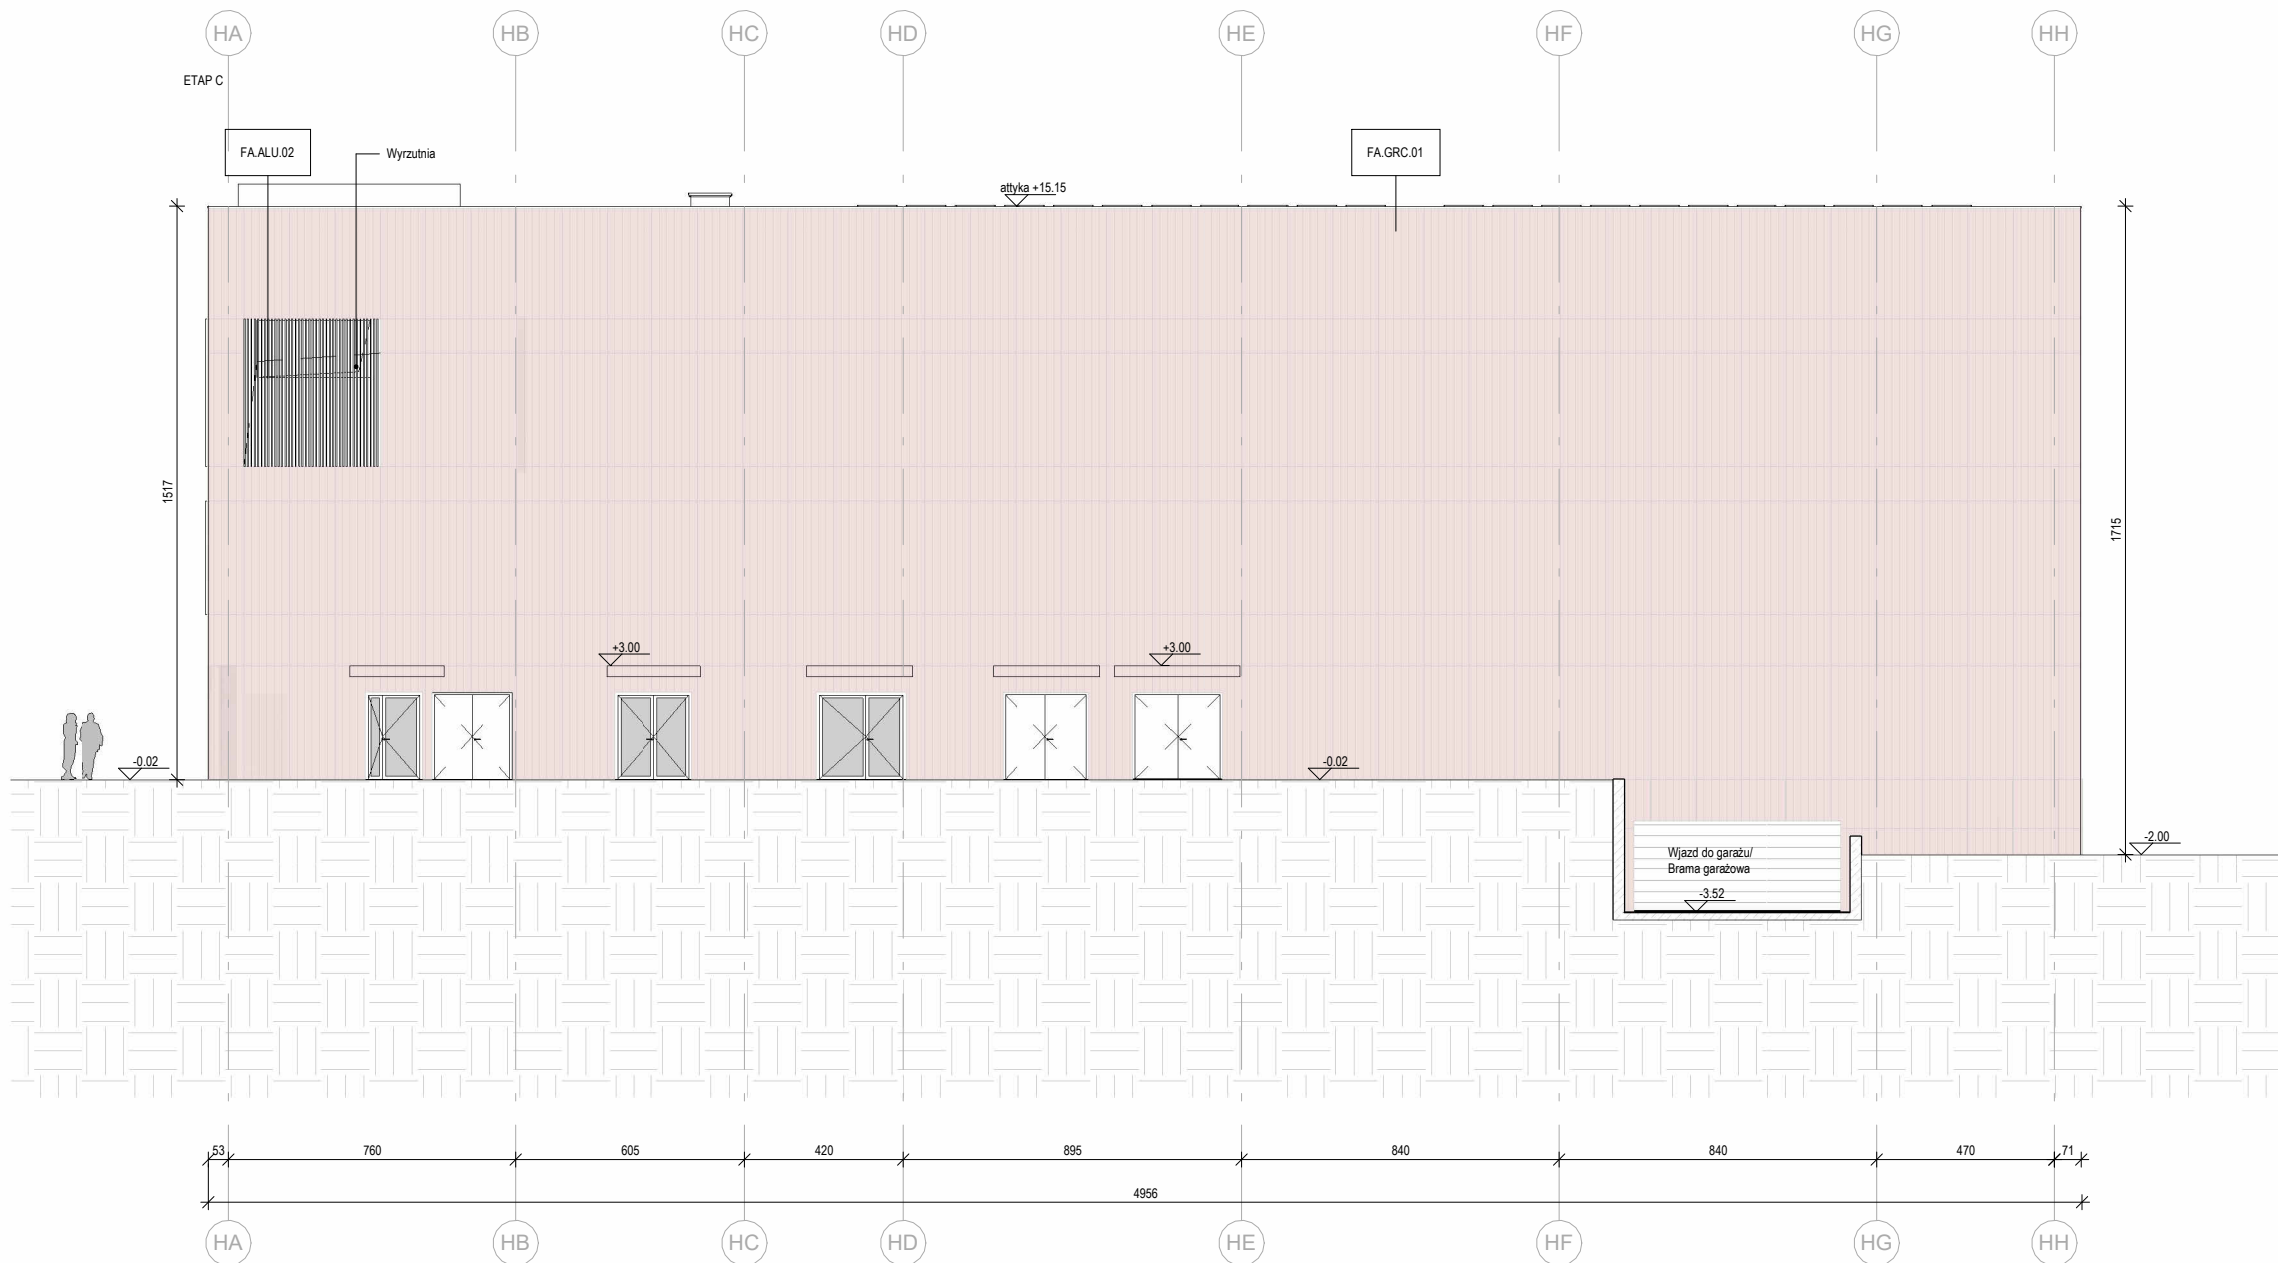 HA HB HC HD HE HF HG HH
ETAP C
FA.ALU.02
Wyrzutnia
FA.GRC.01
attyka +15.15
1517
1715
+3.00
+3.00
-0.02
-0.02
-2.00
Wjazd do garażu/
Brama garażowa
-3.52
53 760 605 420 895 840 840 470 71
4956
HA HB HC HD HE HF HG HH